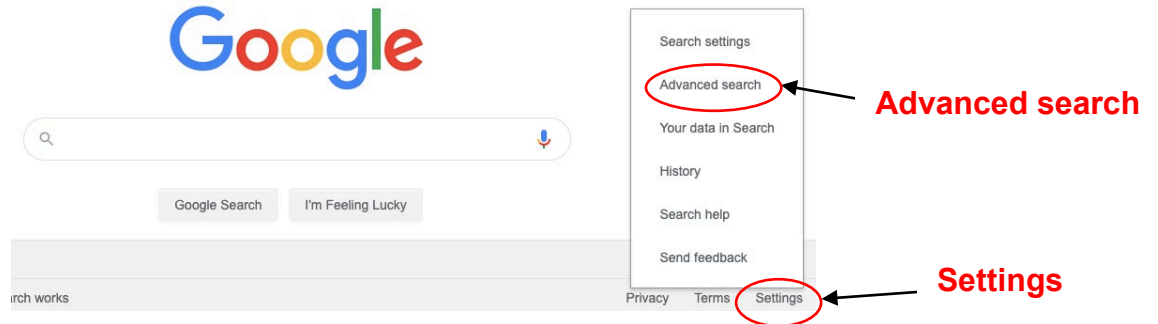 Google
Search settings
Advanced search
Advanced search
Your data in Search
History
Google Search
I'm Feeling Lucky
Search help
Send feedback
Settings
rch works
Privacy
Terms
Settings